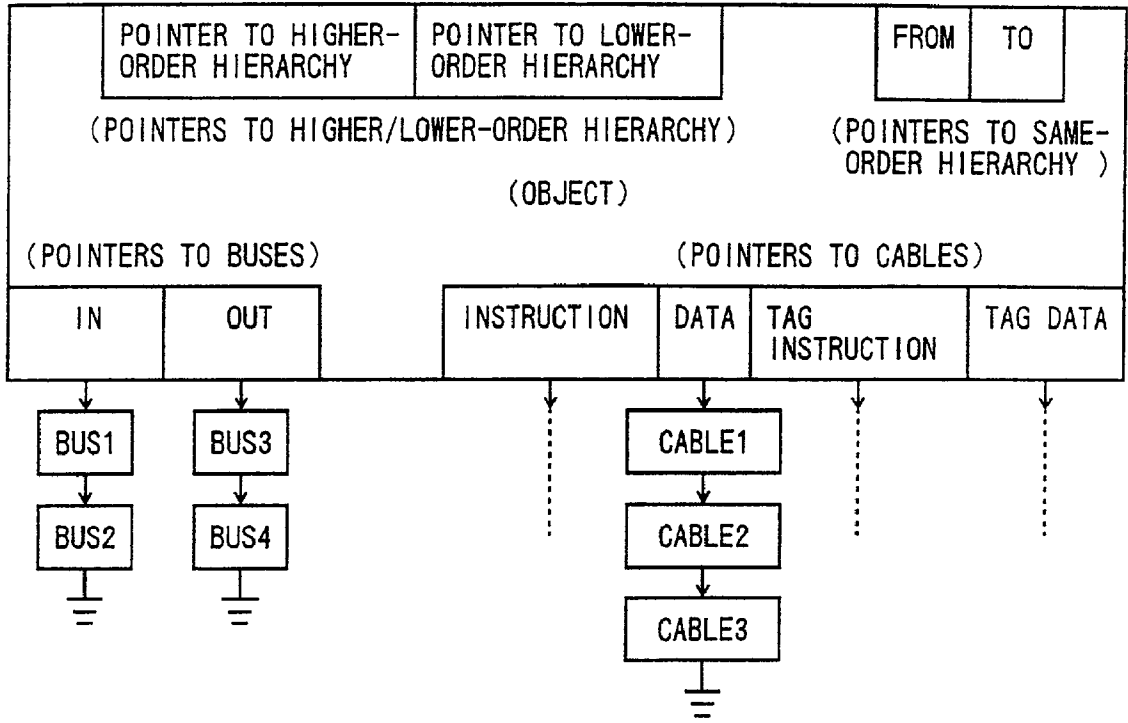 POINTER TO HIGHER-
ORDER HIERARCHY
POINTER TO LOWER-
ORDER HIERARCHY
FROM
TO
(POINTERS TO HIGHER/LOWER-ORDER HIERARCHY)
(POINTERS TO SAME-
ORDER HIERARCHY )
(OBJECT)
(POINTERS TO BUSES)
(POINTERS TO CABLES)
IN
OUT
INSTRUCTION
DATA
TAG
INSTRUCTION
TAG DATA
BUS1
BUS3
CABLE1
BUS2
BUS4
CABLE2
CABLE3